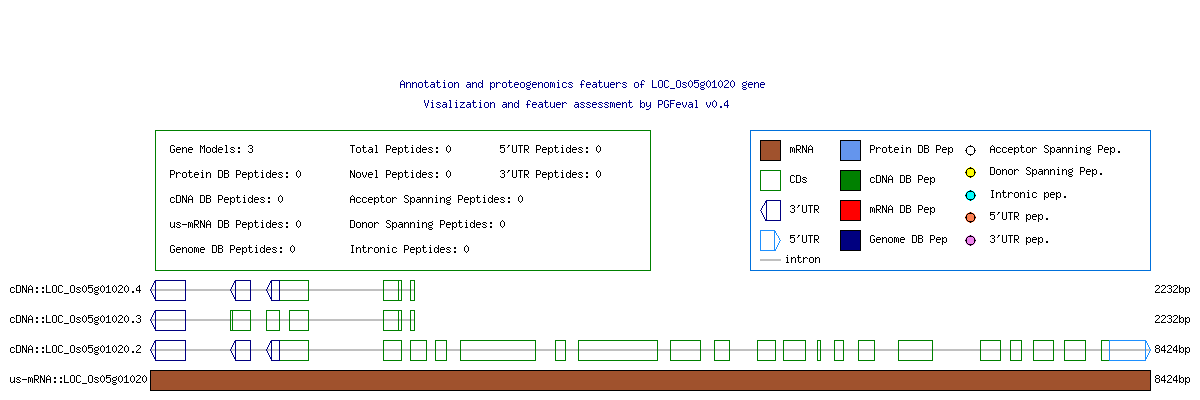 Annotation and proteogenomics featuers of LOC_Os05g01020 gene
Visalization and featuer assessment by PGFeval v0.4
Gene Models: 3 Total Peptides: 0 5'UTR Peptides: 0
Protein DB Peptides: 0 Novel Peptides: 0 3'UTR Peptides: 0
cDNA DB Peptides: 0 Acceptor Spanning Peptides: 0
us-mRNA DB Peptides: 0 Donor Spanning Peptides: 0
Genome DB Peptides: 0 Intronic Peptides: 0
mRNA Protein DB Pep Acceptor Spanning Pep.
CDs cDNA DB Pep Donor Spanning Pep.
3'UTR mRNA DB Pep Intronic pep.
5'UTR Genome DB Pep 5'UTR pep.
intron 3'UTR pep.
cDNA::LOC_Os05g01020.4 2232bp
cDNA::LOC_Os05g01020.3 2232bp
cDNA::LOC_Os05g01020.2 8424bp
us-mRNA::LOC_Os05g01020 8424bp